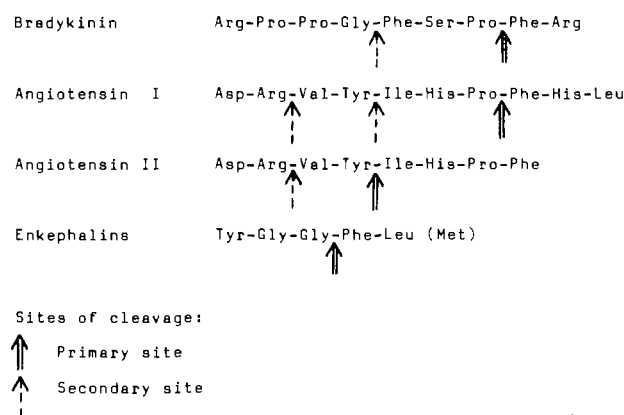 Bradykinin Arg-Pro-Pro-Gly-Phe-Ser-Pro-Phe-Arg
Angiotensin I Asp-Arg-Val-Tyr-Ile-His-Pro-Phe-His-Leu
Angiotensin II Asp-Arg-Val-Tyr-Ile-His-Pro-Phe
Enkephalins Tyr-Gly-Gly-Phe-Leu (Met)
Sites of cleavage:
Primary site
Secondary site